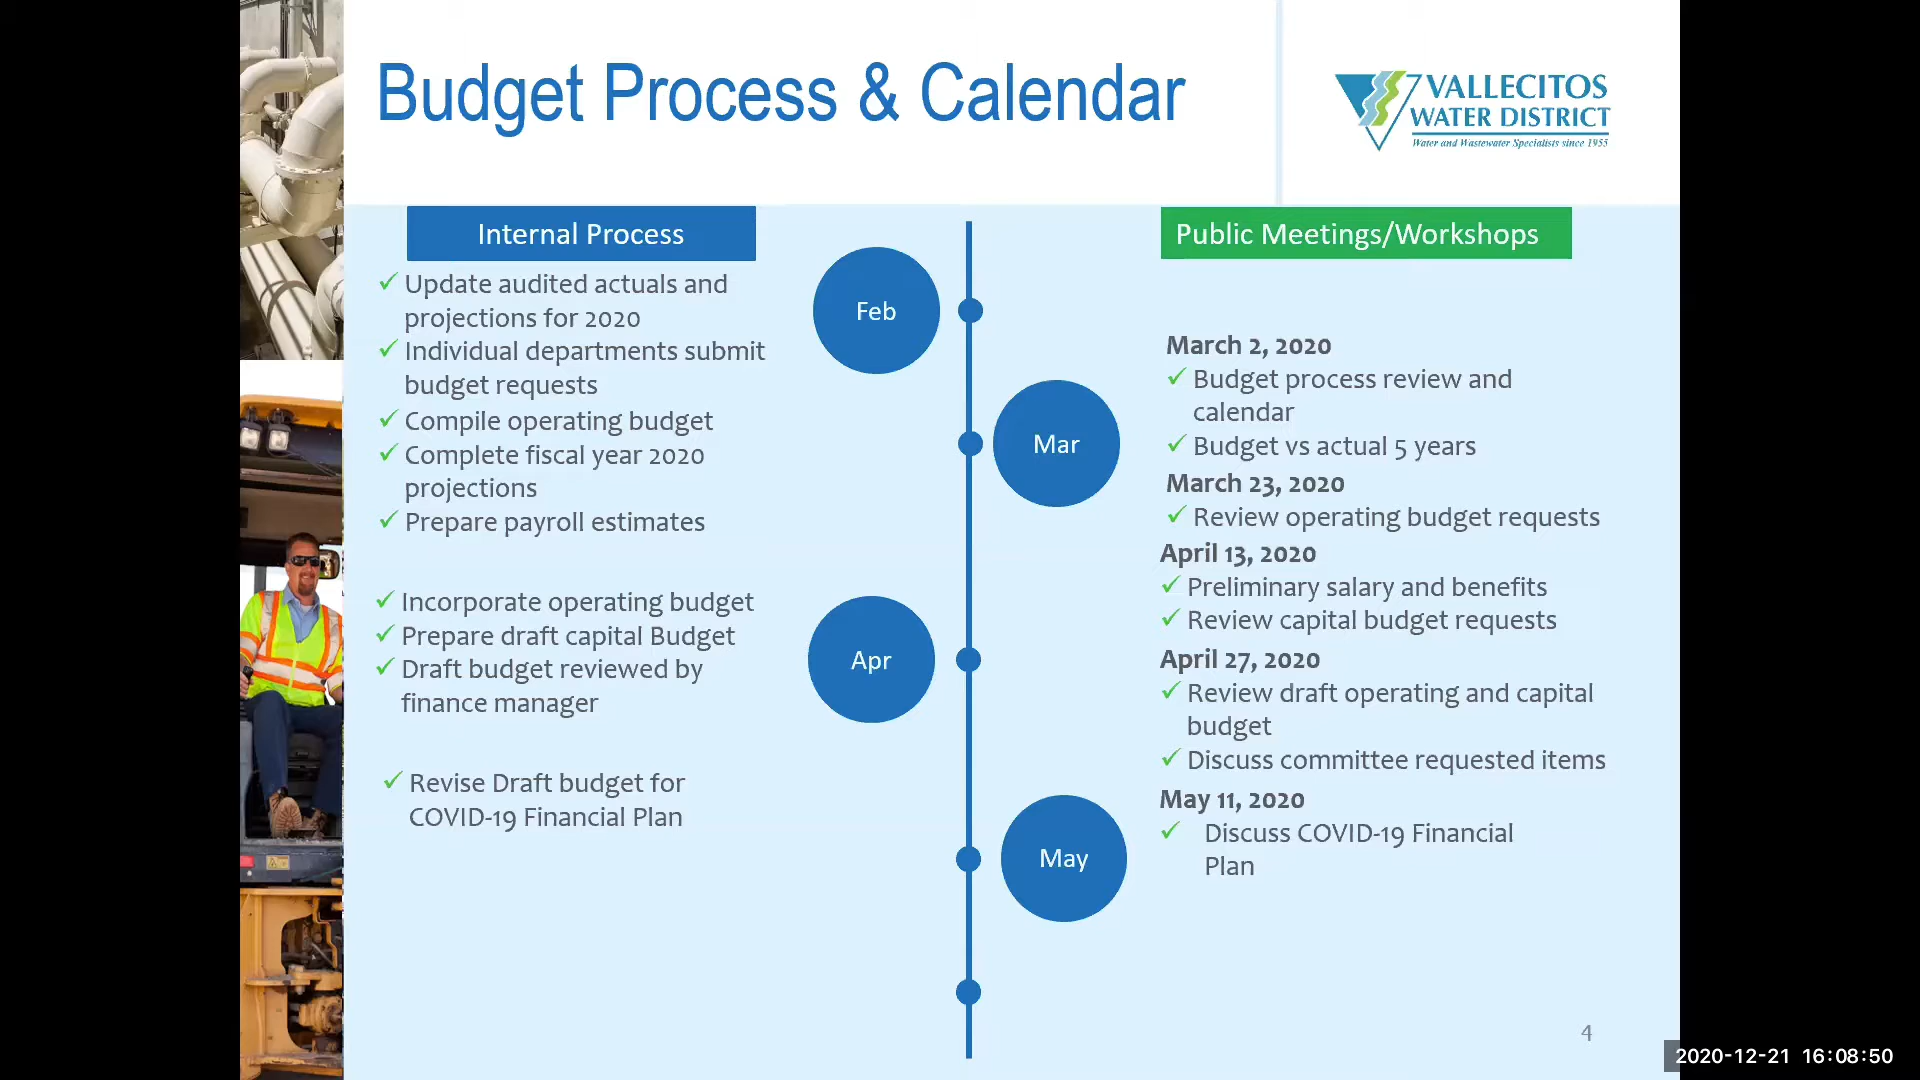 Budget Process & Calendar
VALLECITOS
WATER DISTRICT
Water and Wastewater Specialists since 1955
Internal Process
Update audited actuals and
projections for 2020
Individual departments submit
budget requests
Compile operating budget
Complete fiscal year 2020
projections
Prepare payroll estimates
Incorporate operating budget
Prepare draft capital Budget
Draft budget reviewed by
finance manager
Revise Draft budget for
COVID-19 Financial Plan
Feb
Mar
Apr
May
Public Meetings/Workshops
March 2, 2020
Budget process review and
calendar
Budget vs actual 5 years
March 23, 2020
Review operating budget requests
April 13, 2020
Preliminary salary and benefits
Review capital budget requests
April 27, 2020
Review draft operating and capital
budget
Discuss committee requested items
May 11, 2020
Discuss COVID-19 Financial
Plan
4
2020-12-21 16:08:50